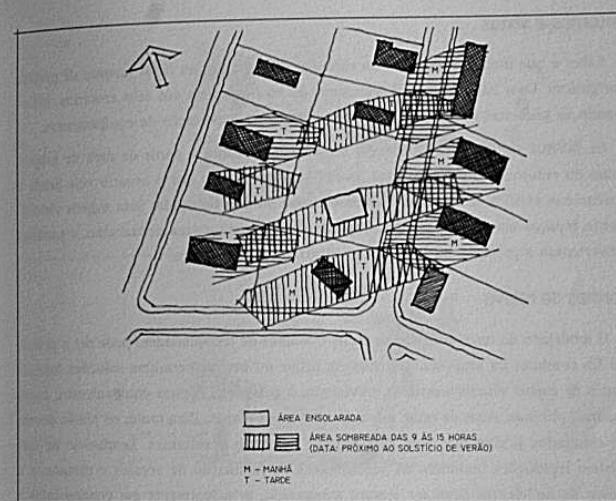 M
T
M
T
T
M
M
T
T
M
M
T
ÁREA ENSOLARADA
ÁREA SOMBREADA DAS 9 ÀS 15 HORAS
(DATA: PRÓXIMO AO SOLSTÍCIO DE VERÃO)
M - MANHÃ
T - TARDE